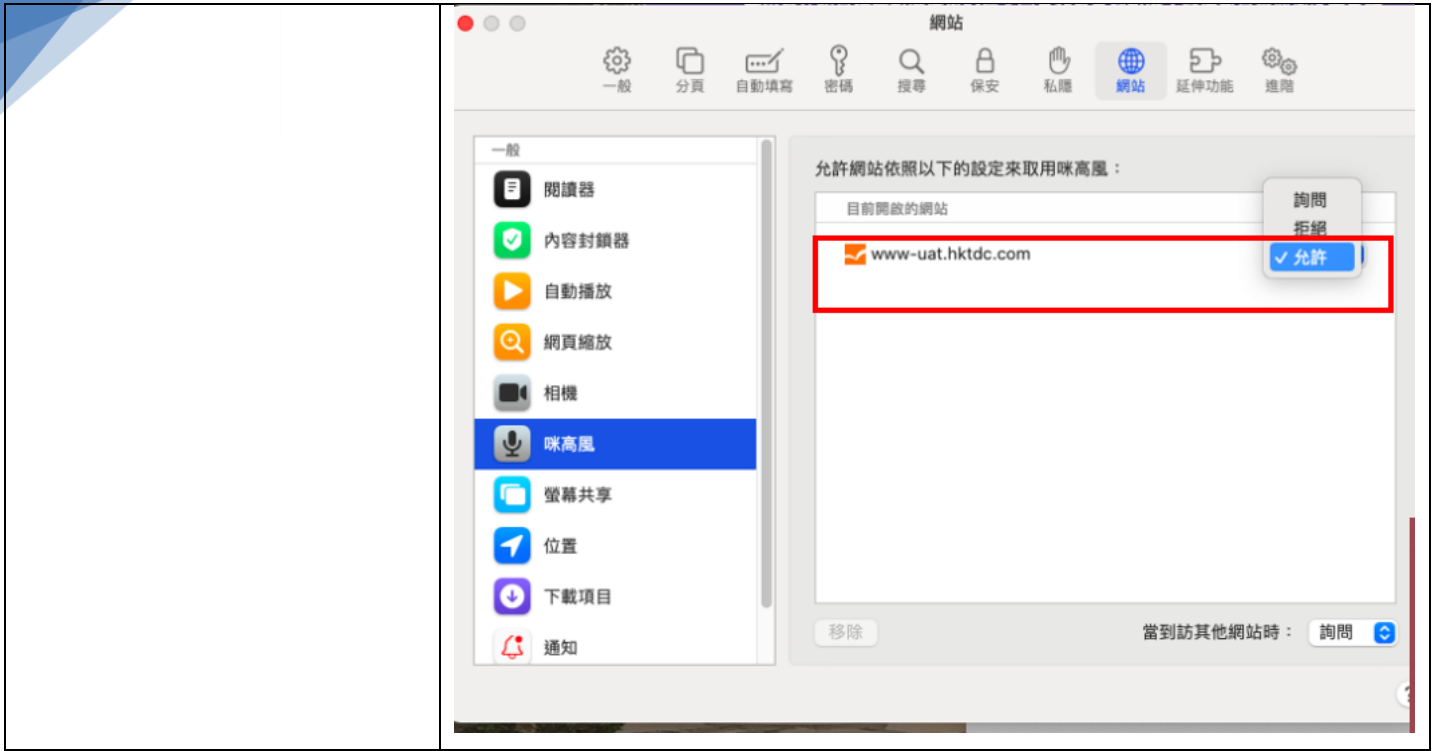 網站
一般
分頁
自動填寫
密碼
搜尋
保安
私隱
網站
延伸功能
進階
一般
閱讀器
內容封鎖器
自動播放
網頁縮放
相機
咪高風
螢幕共享
位置
下載項目
通知
允許網站依照以下的設定來取用咪高風：
目前開啟的網站
www-uat.hktdc.com
詢問
拒絕
✓ 允許
移除
當到訪其他網站時： 詢問
?